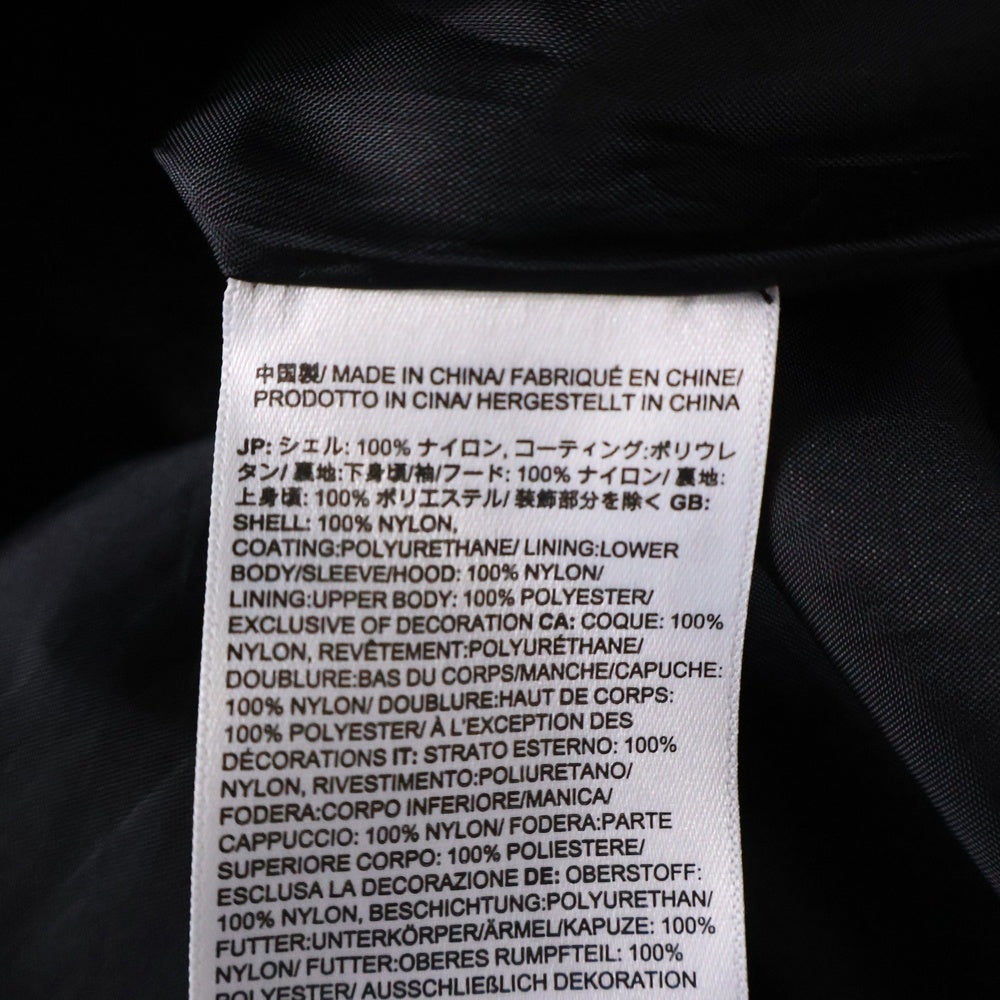 中国製/ MADE IN CHINA/ FABRIQUÉ EN CHINE/
PRODOTTO IN CINA/ HERGESTELLT IN CHINA
JP: シェル: 100% ナイロン, コーティング:ポリウレ
タン/ 裏地:下身頃/袖/フード: 100% ナイロン/ 裏地:
上身頃: 100% ポリエステル/ 装飾部分を除く GB:
SHELL: 100% NYLON,
COATING:POLYURETHANE/ LINING:LOWER
BODY/SLEEVE/HOOD: 100% NYLON/
LINING:UPPER BODY: 100% POLYESTER/
EXCLUSIVE OF DECORATION CA: COQUE: 100%
NYLON, REVÊTEMENT:POLYURÉTHANE/
DOUBLURE:BAS DU CORPS/MANCHE/CAPUCHE:
100% NYLON/ DOUBLURE:HAUT DE CORPS:
100% POLYESTER/ À L'EXCEPTION DES
DÉCORATIONS IT: STRATO ESTERNO: 100%
NYLON, RIVESTIMENTO:POLIURETANO/
FODERA:CORPO INFERIORE/MANICA/
CAPPUCCIO: 100% NYLON/ FODERA:PARTE
SUPERIORE CORPO: 100% POLIESTERE/
ESCLUSA LA DECORAZIONE DE: OBERSTOFF:
100% NYLON, BESCHICHTUNG:POLYURETHAN/
FUTTER:UNTERKÖRPER/ÄRMEL/KAPUZE: 100%
NYLON/ FUTTER:OBERES RUMPFTEIL: 100%
POLYESTER/ AUSSCHLIEßLICH DEKORATION